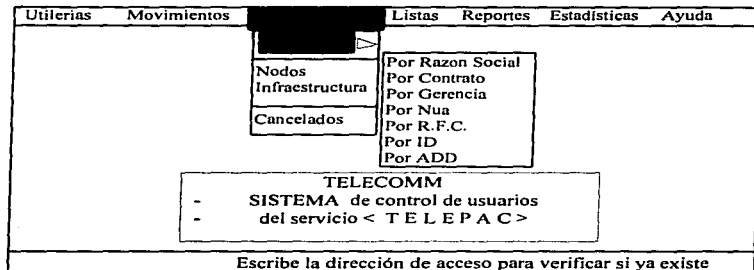 Utilerias Movimientos Listas Reportes Estadísticas Ayuda
Nodos
Infraestructura
Cancelados
Por Razon Social
Por Contrato
Por Gerencia
Por Nua
Por R.F.C.
Por ID
Por ADD
TELECOMM
- SISTEMA de control de usuarios
- del servicio < T E L E P A C >
Escribe la dirección de acceso para verificar si ya existe